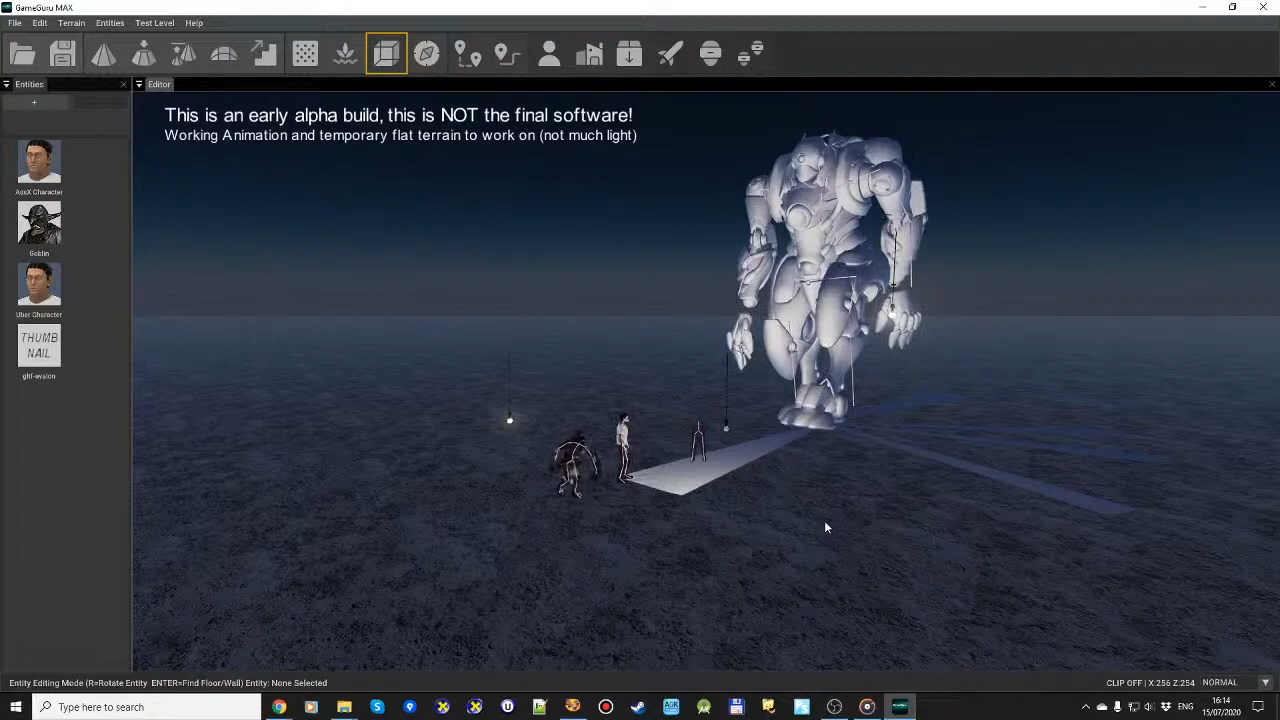 GameGuru MAX
File Edit Terrain Entities Test Level Help
Entities
Editor
+
This is an early alpha build, this is NOT the final software!
Working Animation and temporary flat terrain to work on (not much light)
AssX Character
Goblin
Uber Character
THUMB
NAIL
gltf-avalon
Entity Editing Mode (R=Rotate Entity ENTER=Find Floor/Wall) Entity: None Selected
CLIP OFF; X:256 Z:254 NORMAL
Type here to search
AGK
ENG
16:14
15/07/2020